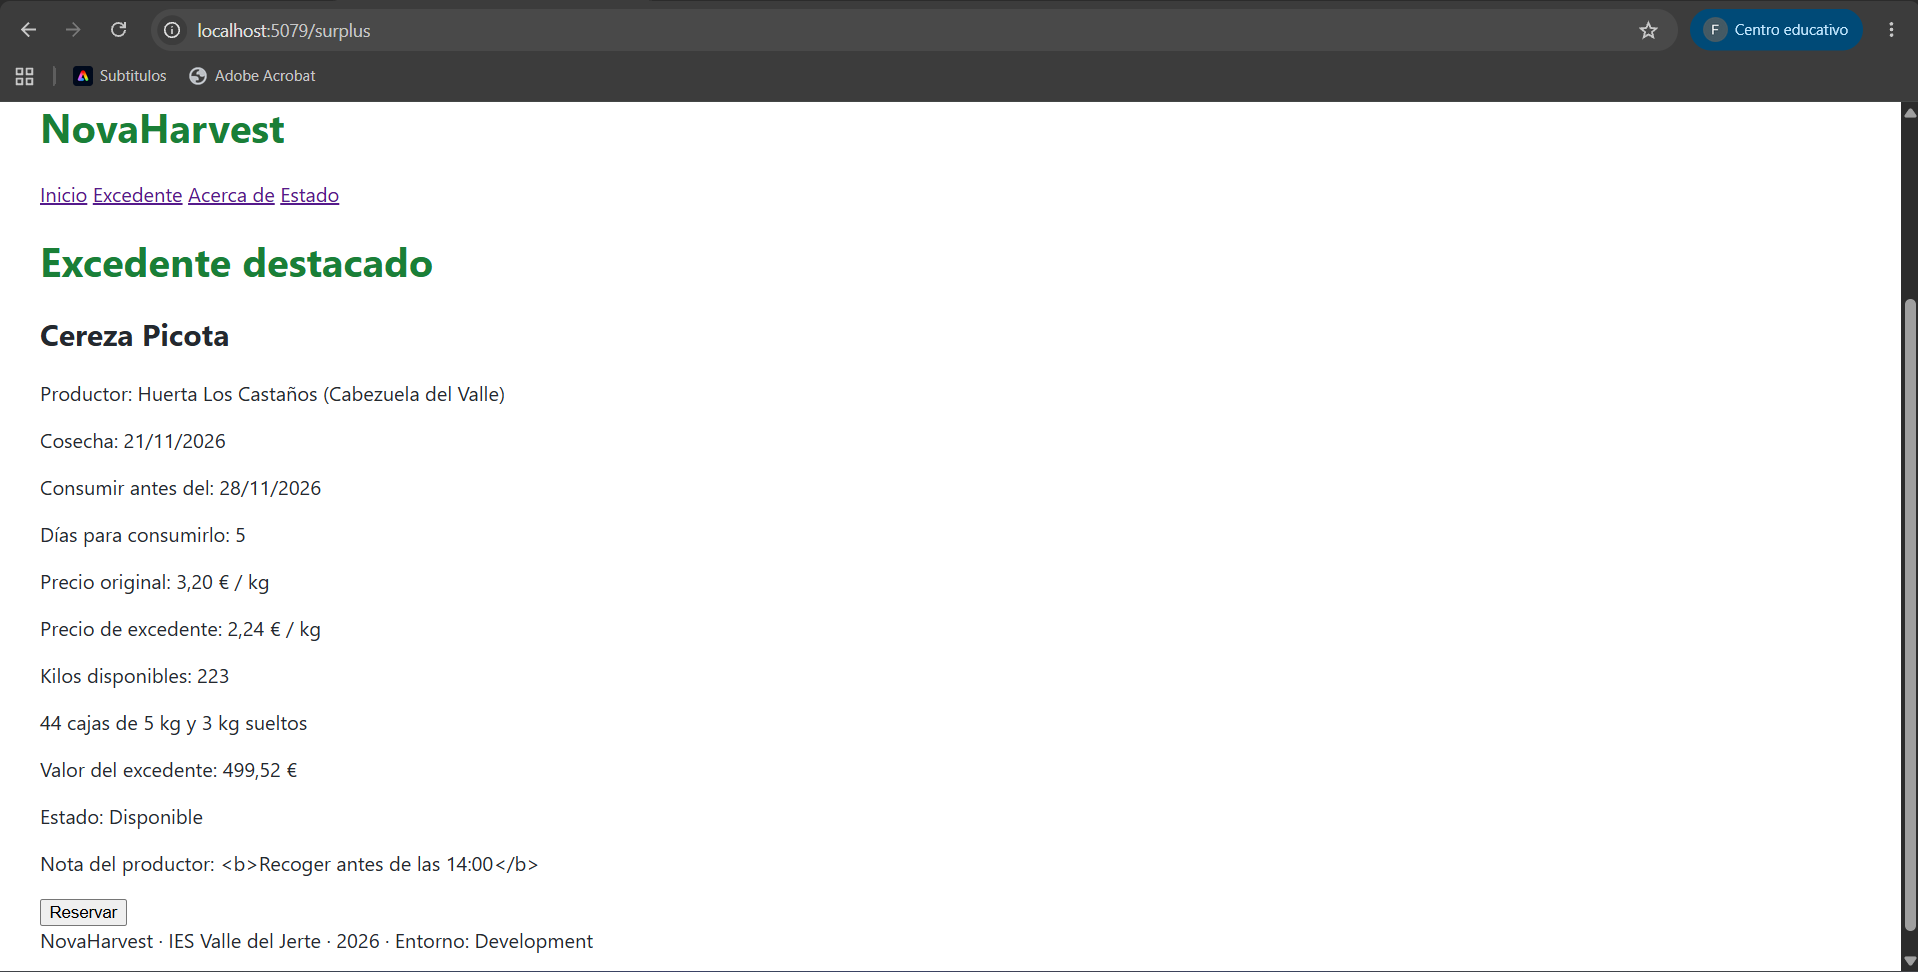 localhost:5079/surplus
F Centro educativo
Subtitulos Adobe Acrobat
NovaHarvest
Inicio Excedente Acerca de Estado
Excedente destacado
Cereza Picota
Productor: Huerta Los Castaños (Cabezuela del Valle)
Cosecha: 21/11/2026
Consumir antes del: 28/11/2026
Días para consumirlo: 5
Precio original: 3,20 € / kg
Precio de excedente: 2,24 € / kg
Kilos disponibles: 223
44 cajas de 5 kg y 3 kg sueltos
Valor del excedente: 499,52 €
Estado: Disponible
Nota del productor: <b>Recoger antes de las 14:00</b>
Reservar
NovaHarvest · IES Valle del Jerte · 2026 · Entorno: Development